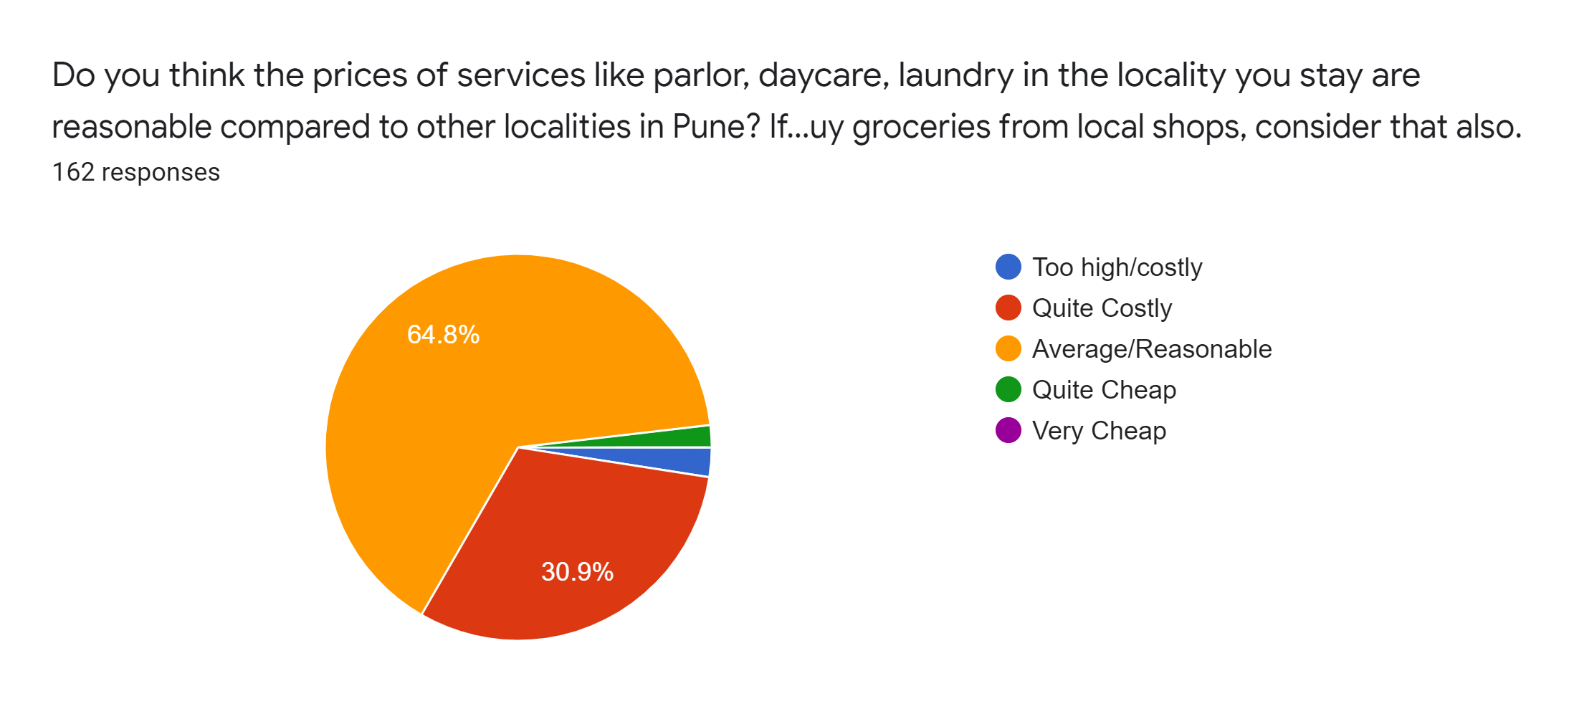 Do you think the prices of services like parlor, daycare, laundry in the locality you stay are
reasonable compared to other localities in Pune? If...uy groceries from local shops, consider that also.
162 responses
64.8%
30.9%
Too high/costly
Quite Costly
Average/Reasonable
Quite Cheap
Very Cheap